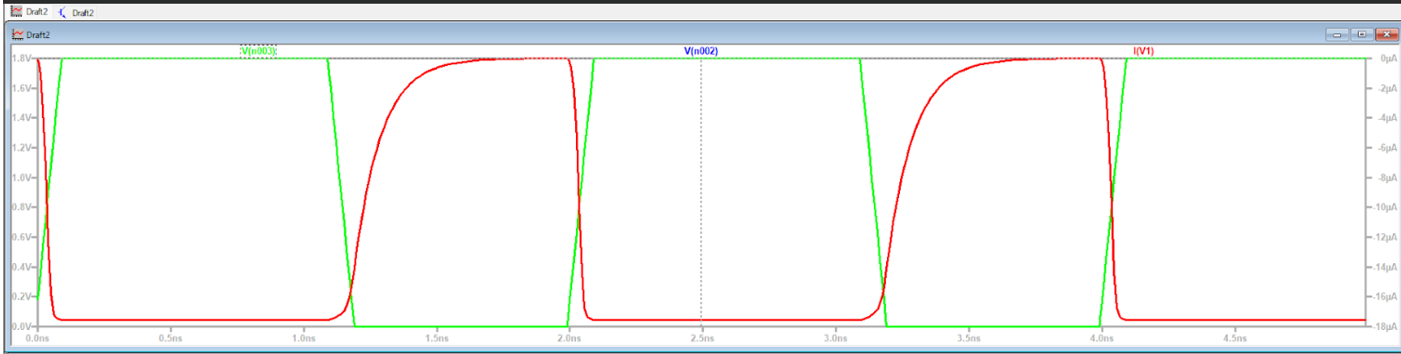 Draft2 Draft2
Draft2
V(n003) V(n002) I(V1)
1.8V 0µA
1.6V -2µA
1.4V -4µA
1.2V -6µA
1.0V -8µA
0.8V -10µA
0.6V -12µA
0.4V -14µA
0.2V -16µA
0.0V -18µA
0.0ns 0.5ns 1.0ns 1.5ns 2.0ns 2.5ns 3.0ns 3.5ns 4.0ns 4.5ns